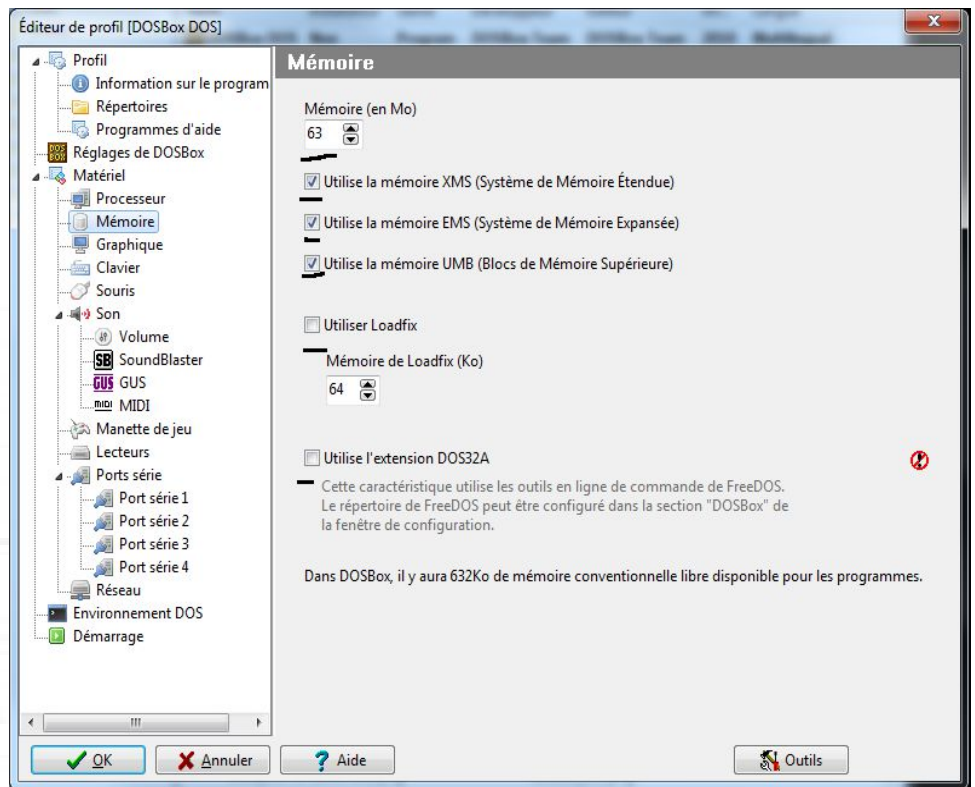 Éditeur de profil [DOSBox DOS]
Profil
Information sur le program
Répertoires
Programmes d'aide
Réglages de DOSBox
Matériel
Processeur
Mémoire
Graphique
Clavier
Souris
Son
Volume
SB SoundBlaster
GUS GUS
MIDI MIDI
Manette de jeu
Lecteurs
Ports série
Port série 1
Port série 2
Port série 3
Port série 4
Réseau
Environnement DOS
Démarrage
Mémoire
Mémoire (en Mo)
63
Utilise la mémoire XMS (Système de Mémoire Étendue)
Utilise la mémoire EMS (Système de Mémoire Expansée)
Utilise la mémoire UMB (Blocs de Mémoire Supérieure)
Utiliser Loadfix
Mémoire de Loadfix (Ko)
64
Utilise l'extension DOS32A
Cette caractéristique utilise les outils en ligne de commande de FreeDOS.
Le répertoire de FreeDOS peut être configuré dans la section "DOSBox" de
la fenêtre de configuration.
Dans DOSBox, il y aura 632Ko de mémoire conventionnelle libre disponible pour les programmes.
OK
Annuler
Aide
Outils